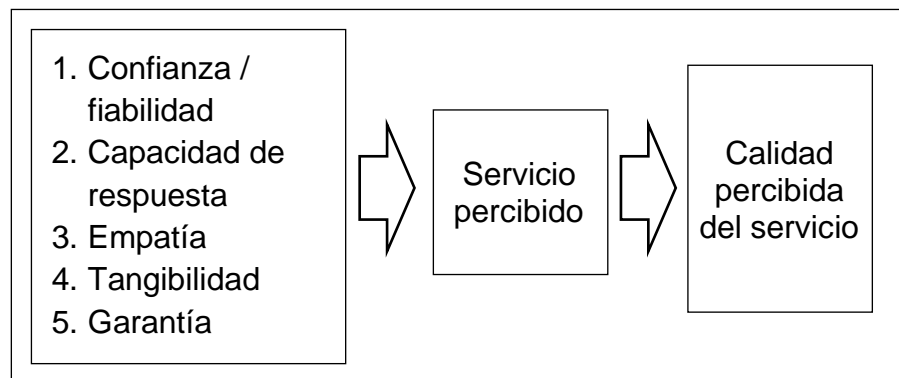 1. Confianza /
fiabilidad
2. Capacidad de
respuesta
3. Empatía
4. Tangibilidad
5. Garantía
Servicio
percibido
Calidad
percibida
del servicio